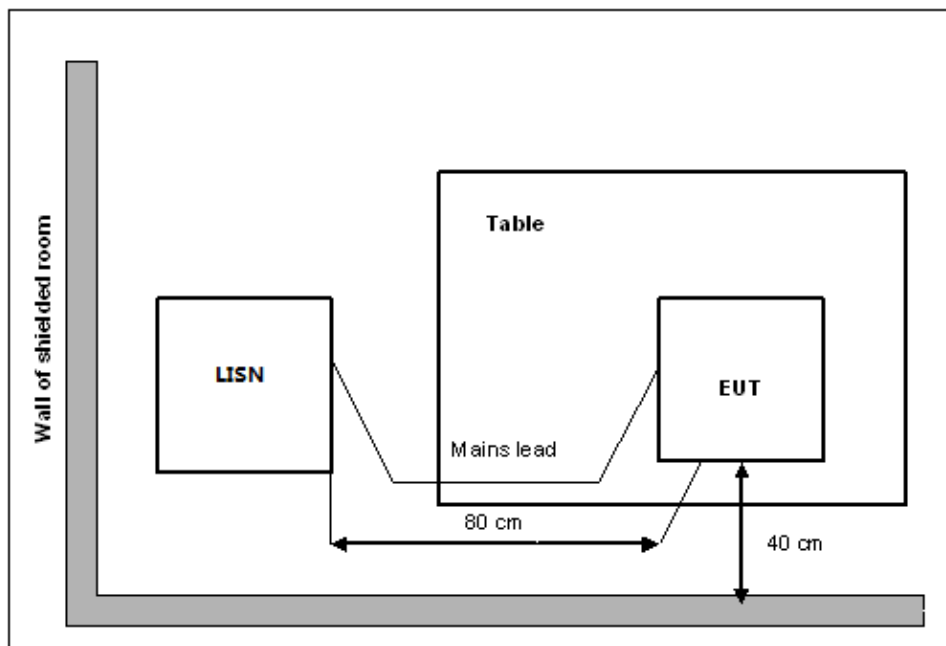 Wall of shielded room
Table
LISN
EUT
Mains lead
80 cm
40 cm